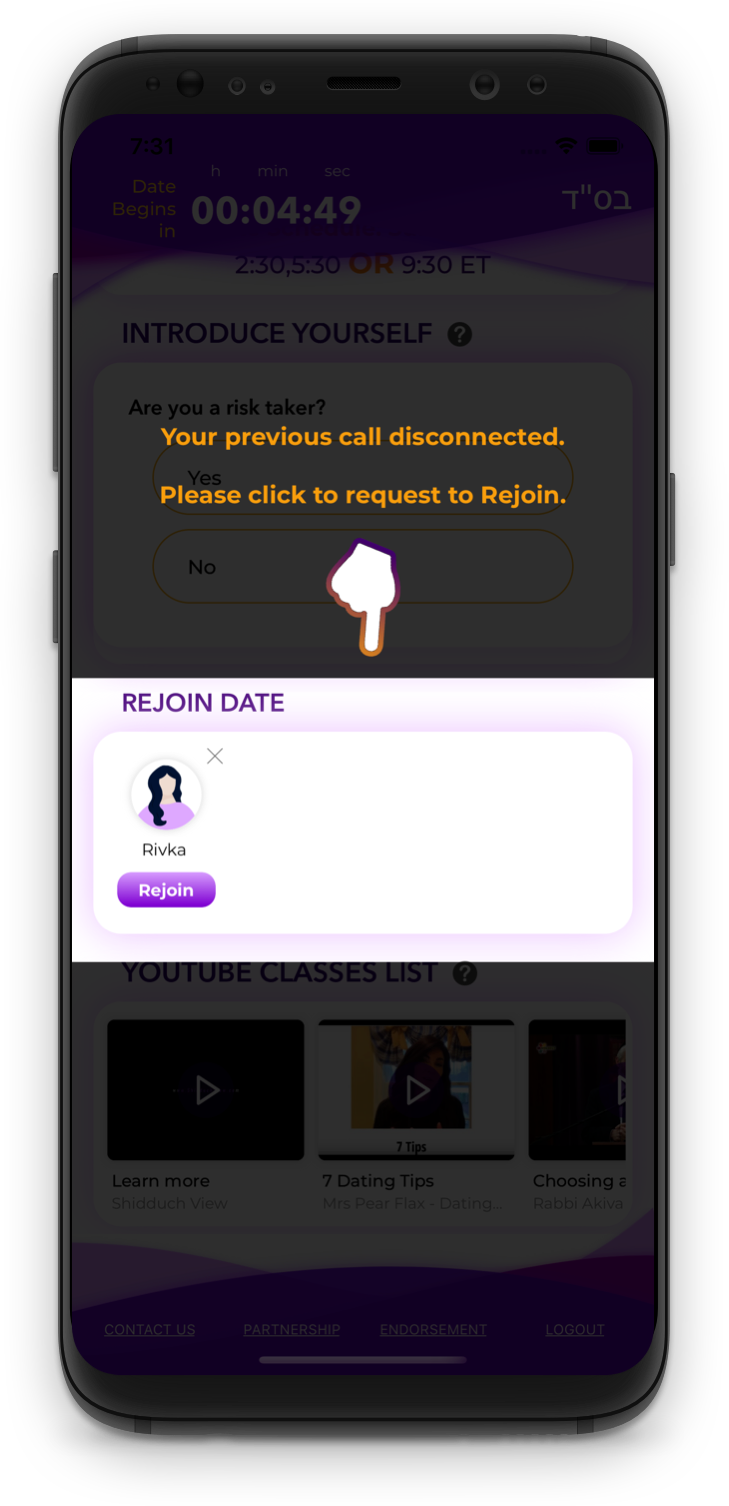 7:31
h min sec
Date Begins in
00:04:49
בס"ד
2:30,5:30 OR 9:30 ET
INTRODUCE YOURSELF ?
Are you a risk taker?
Your previous call disconnected.
Yes
Please click to request to Rejoin.
No
REJOIN DATE
Rivka
Rejoin
YOUTUBE CLASSES LIST ?
7 Tips
Learn more
Shidduch View
7 Dating Tips
Mrs Pear Flax - Dating...
Choosing a
Rabbi Akiva
CONTACT US
PARTNERSHIP
ENDORSEMENT
LOGOUT